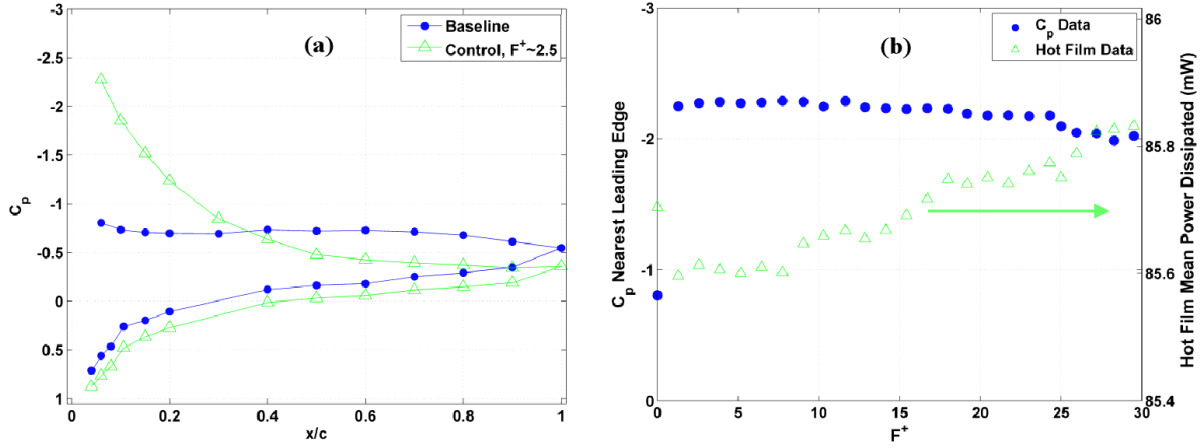 -3
-2.5
-2
-1.5
-1
-0.5
0
0.5
1
C_p
0
0.2
0.4
0.6
0.8
1
x/c
(a)
Baseline
Control, F^+~2.5
-3
-2
-1
0
C_p Nearest Leading Edge
0
5
10
15
20
25
30
F^+
(b)
C_p Data
Hot Film Data
86
85.8
85.6
85.4
Hot Film Mean Power Dissipated (mW)